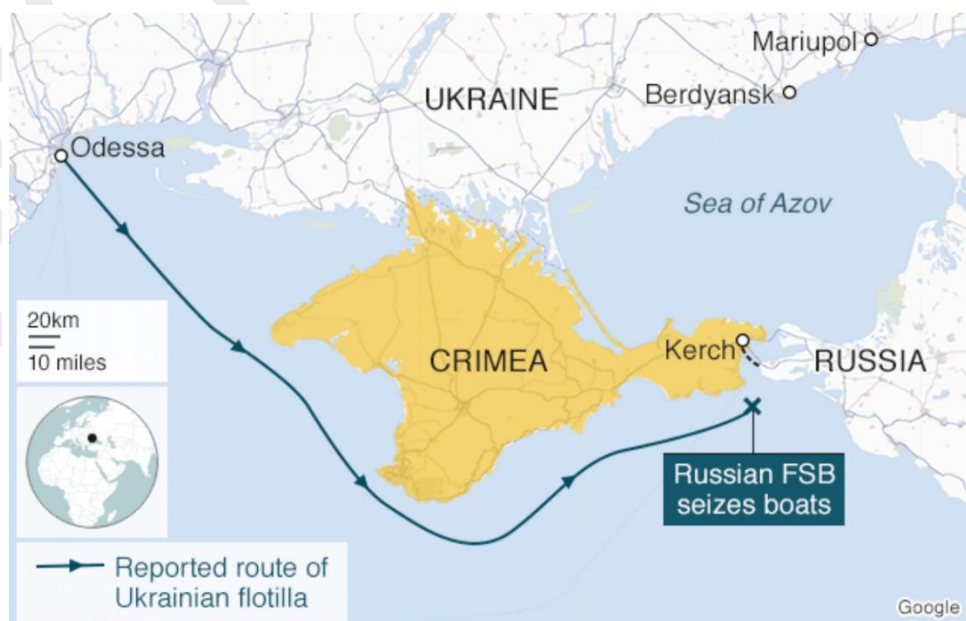 Mariupol
Berdyansk
UKRAINE
Odessa
Sea of Azov
20km
10 miles
CRIMEA
Kerch
RUSSIA
Russian FSB
seizes boats
Reported route of
Ukrainian flotilla
Google